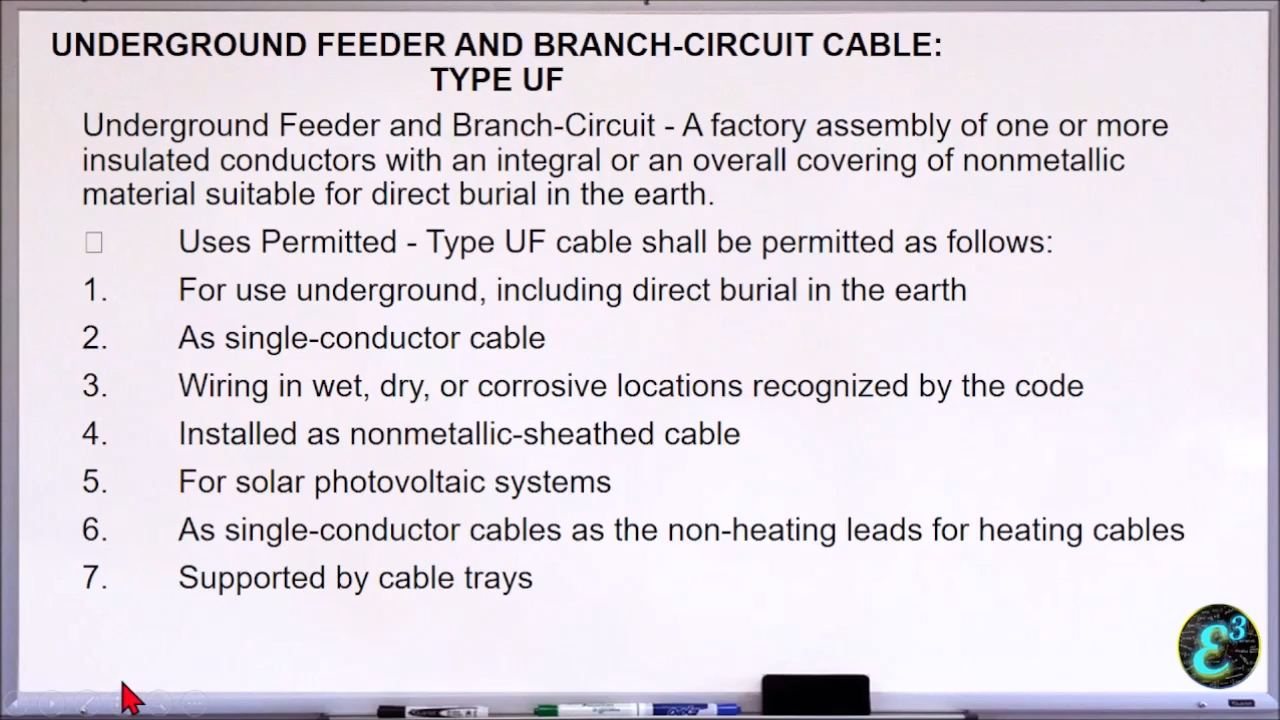 UNDERGROUND FEEDER AND BRANCH-CIRCUIT CABLE:
TYPE UF
Underground Feeder and Branch-Circuit - A factory assembly of one or more
insulated conductors with an integral or an overall covering of nonmetallic
material suitable for direct burial in the earth.
Uses Permitted - Type UF cable shall be permitted as follows:
1. For use underground, including direct burial in the earth
2. As single-conductor cable
3. Wiring in wet, dry, or corrosive locations recognized by the code
4. Installed as nonmetallic-sheathed cable
5. For solar photovoltaic systems
6. As single-conductor cables as the non-heating leads for heating cables
7. Supported by cable trays
ε3